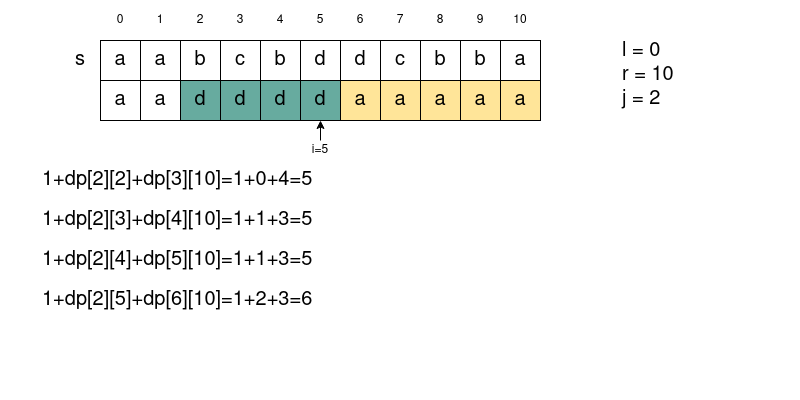 0 1 2 3 4 5 6 7 8 9 10
s a a b c b d d c b b a
a a d d d d a a a a a
i=5
l = 0
r = 10
j = 2
1+dp[2][2]+dp[3][10]=1+0+4=5
1+dp[2][3]+dp[4][10]=1+1+3=5
1+dp[2][4]+dp[5][10]=1+1+3=5
1+dp[2][5]+dp[6][10]=1+2+3=6